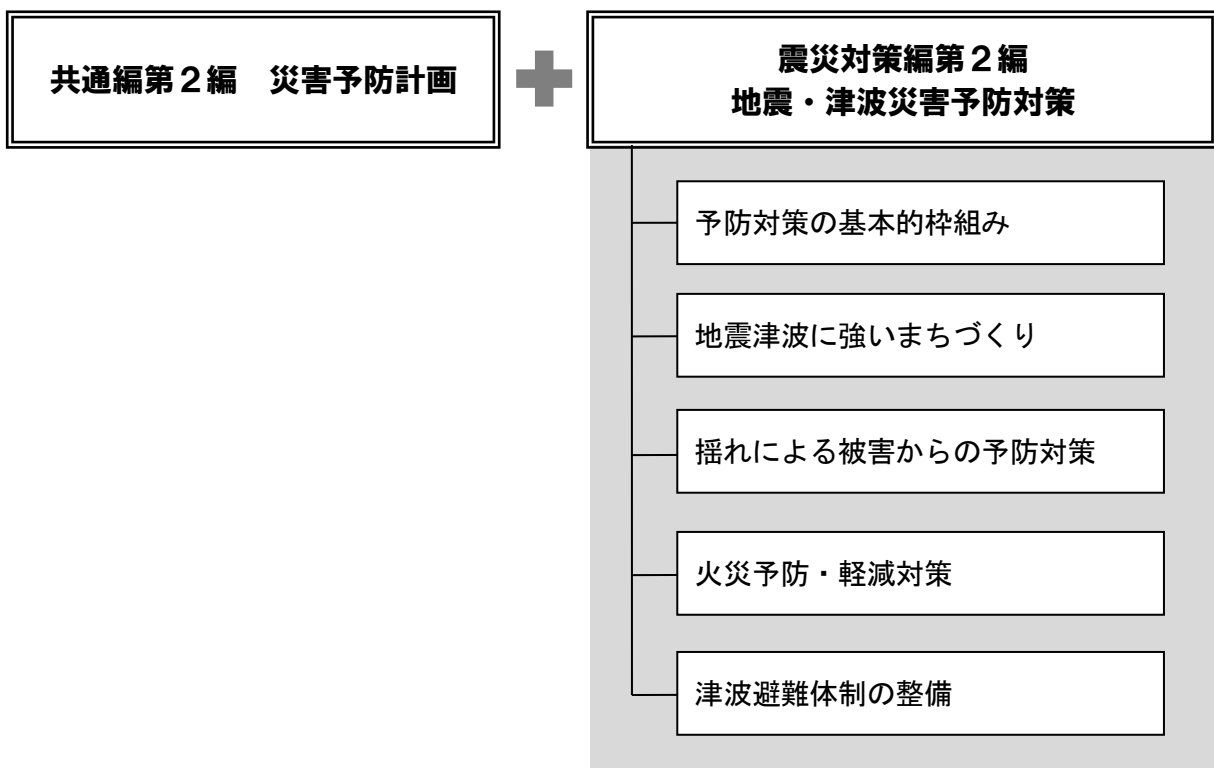 共通編第２編　災害予防計画
震災対策編第２編
地震・津波災害予防対策
予防対策の基本的枠組み
地震津波に強いまちづくり
揺れによる被害からの予防対策
火災予防・軽減対策
津波避難体制の整備